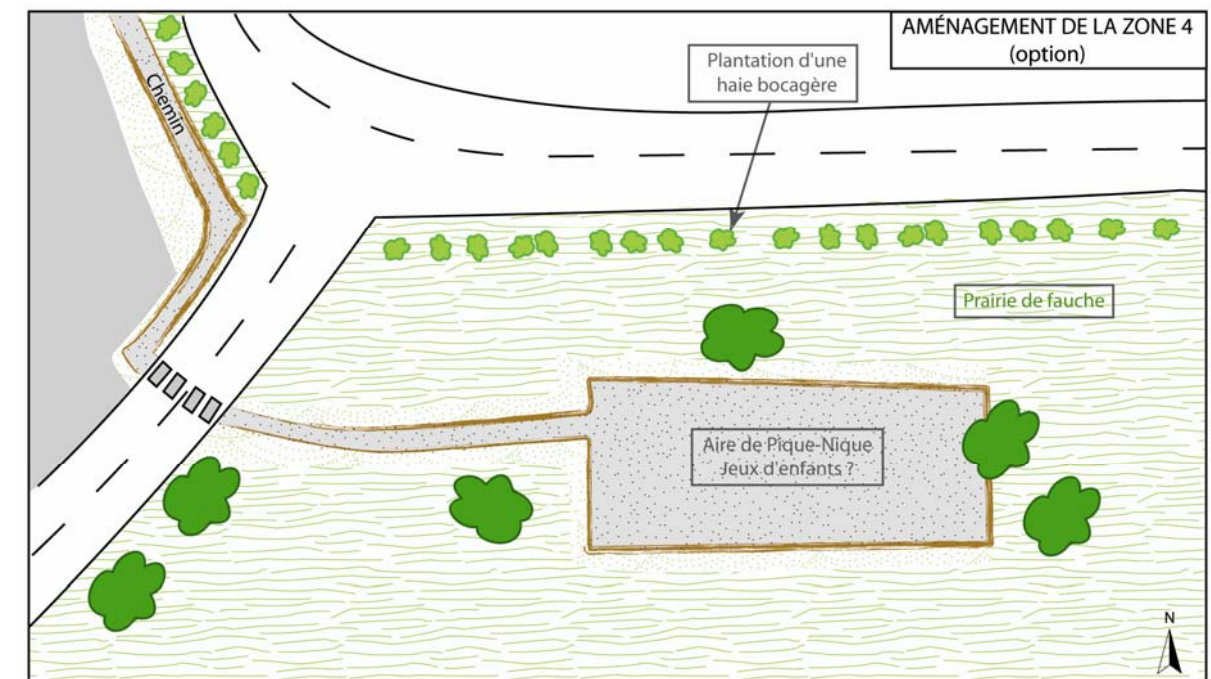 AMÉNAGEMENT DE LA ZONE 4
(option)
Plantation d'une
haie bocagère
Chemin
Prairie de fauche
Aire de Pique-Nique
Jeux d'enfants ?
N